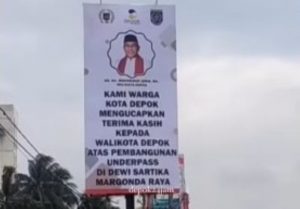 KAMI WARGA
KOTA DEPOK
MENGUCAPKAN
TERIMA KASIH
KEPADA
WALIKOTA DEPOK
ATAS PEMBANGUNAN
UNDERPASS
DI DEWI SARTIKA
MARGONDA RAYA